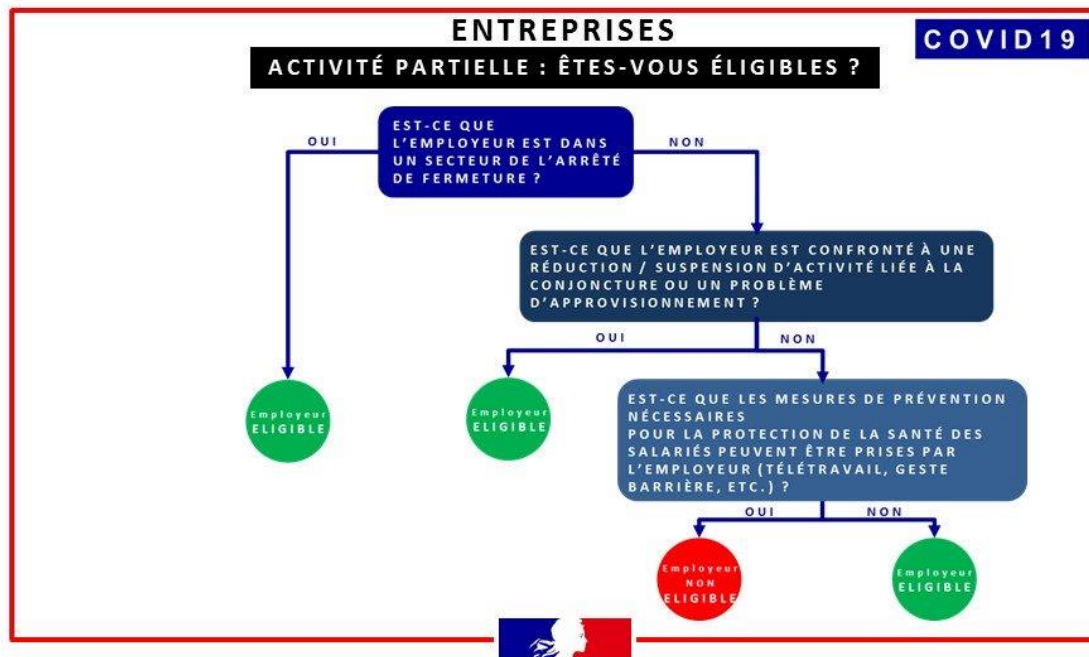 ENTREPRISES
COVID19
ACTIVITÉ PARTIELLE : ÊTES-VOUS ÉLIGIBLES ?
EST-CE QUE
L'EMPLOYEUR EST DANS
UN SECTEUR DE L'ARRÊTÉ
DE FERMETURE ?
OUI
NON
EST-CE QUE L'EMPLOYEUR EST CONFRONTÉ À UNE
RÉDUCTION / SUSPENSION D'ACTIVITÉ LIÉE À LA
CONJONCTURE OU UN PROBLÈME
D'APPROVISIONNEMENT ?
OUI
NON
Employeur
ELIGIBLE
Employeur
ELIGIBLE
EST-CE QUE LES MESURES DE PRÉVENTION
NÉCESSAIRES
POUR LA PROTECTION DE LA SANTÉ DES
SALARIÉS PEUVENT ÊTRE PRISES PAR
L'EMPLOYEUR (TÉLÉTRAVAIL, GESTE
BARRIÈRE, ETC.) ?
OUI
NON
Employeur
NON
ELIGIBLE
Employeur
ELIGIBLE